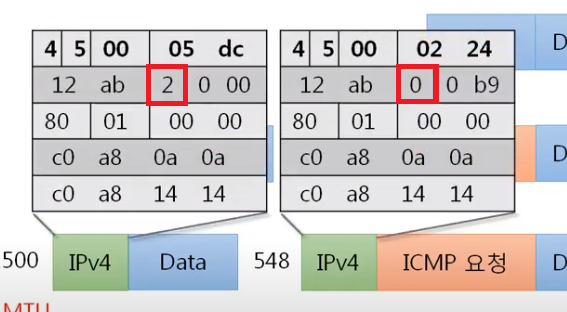 4 5 00 05 dc
12 ab 2 0 00
80 01 00 00
c0 a8 0a 0a
c0 a8 14 14
4 5 00 02 24
12 ab 0 0 b9
80 01 00 00
c0 a8 0a 0a
c0 a8 14 14
D
D
500 IPv4 Data 548 IPv4 ICMP 요청 D
MTU